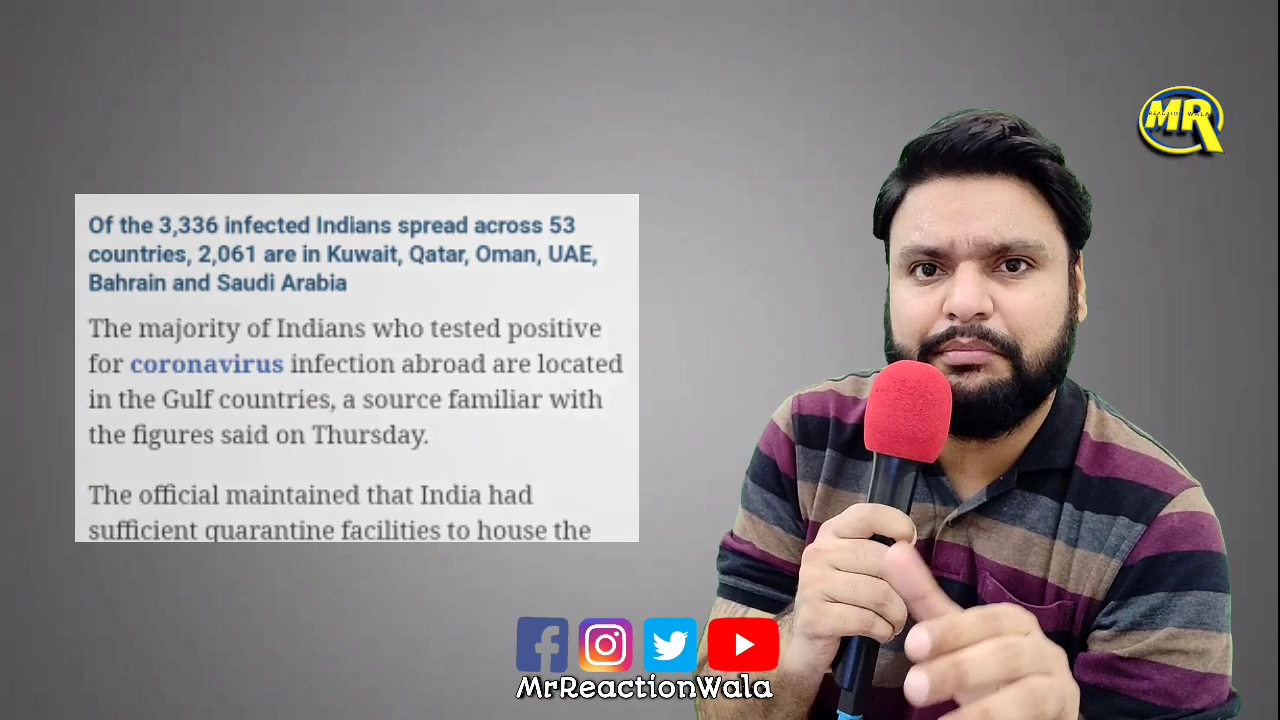 MR
REACTION WALA
Of the 3,336 infected Indians spread across 53
countries, 2,061 are in Kuwait, Qatar, Oman, UAE,
Bahrain and Saudi Arabia
The majority of Indians who tested positive
for coronavirus infection abroad are located
in the Gulf countries, a source familiar with
the figures said on Thursday.
The official maintained that India had
sufficient quarantine facilities to house the
MrReactionWala